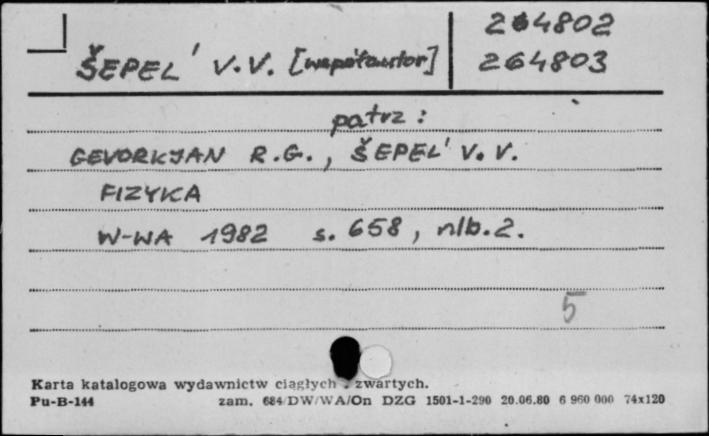 264802
ŠEPEL' V.V. [współautor] 264803
patrz :
GEVORKJAN R.G., ŠEPEL' V.V.
FIZYKA
W-WA 1982 s. 658, nlb. 2.
5
Karta katalogowa wydawnictw ciągłych zwartych.
Pu-B-144 zam. 684/DW/WA/On DZG 1501-1-290 20.06.80 6 960 000 74x120